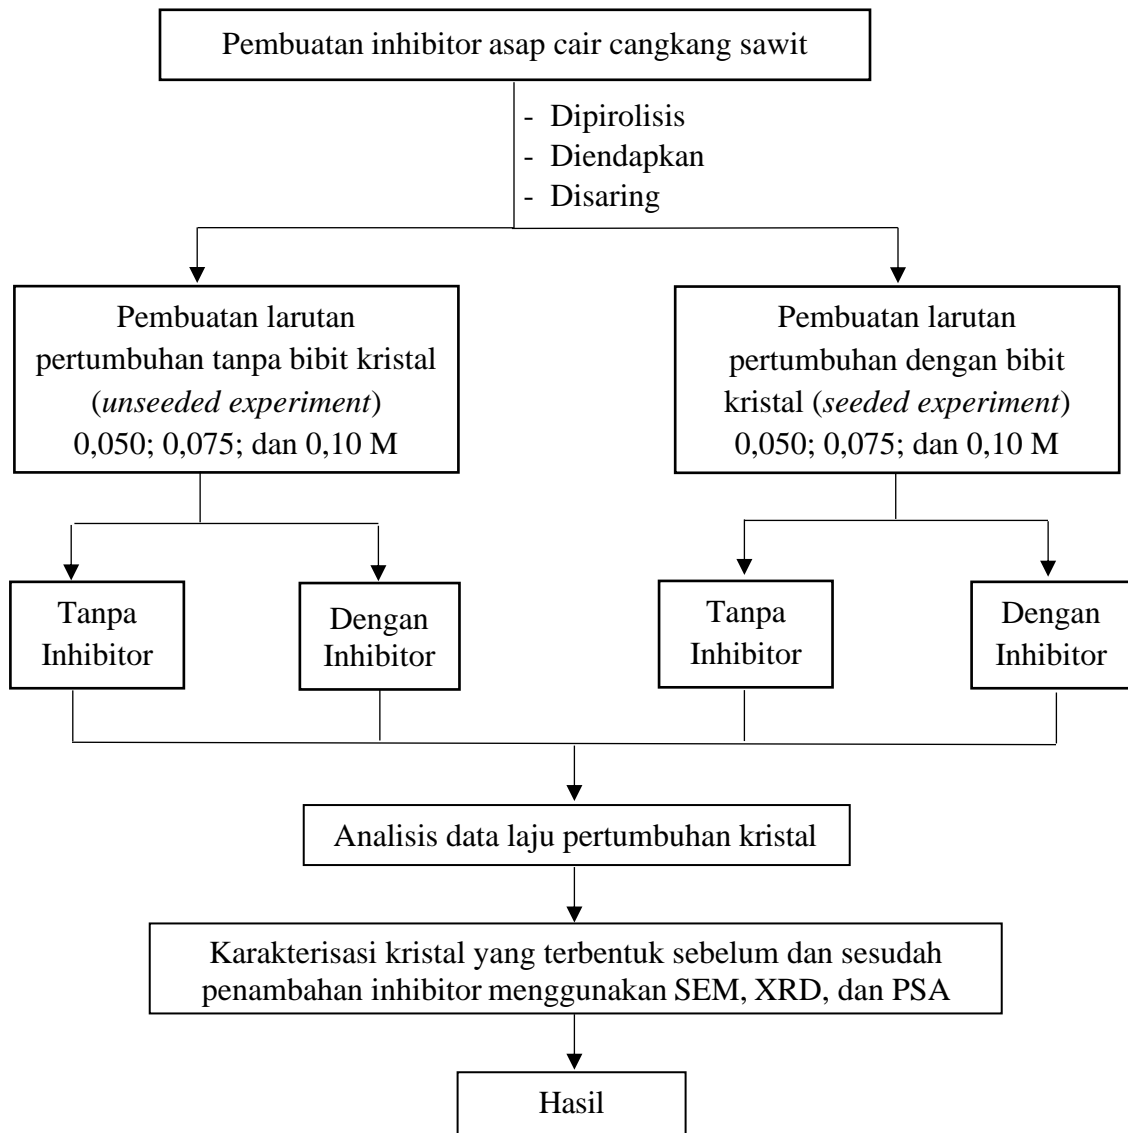 Pembuatan inhibitor asap cair cangkang sawit
- Dipirolisis
- Diendapkan
- Disaring
Pembuatan larutan
pertumbuhan tanpa bibit kristal
(unseeded experiment)
0,050; 0,075; dan 0,10 M
Pembuatan larutan
pertumbuhan dengan bibit
kristal (seeded experiment)
0,050; 0,075; dan 0,10 M
Tanpa
Inhibitor
Dengan
Inhibitor
Tanpa
Inhibitor
Dengan
Inhibitor
Analisis data laju pertumbuhan kristal
Karakterisasi kristal yang terbentuk sebelum dan sesudah
penambahan inhibitor menggunakan SEM, XRD, dan PSA
Hasil